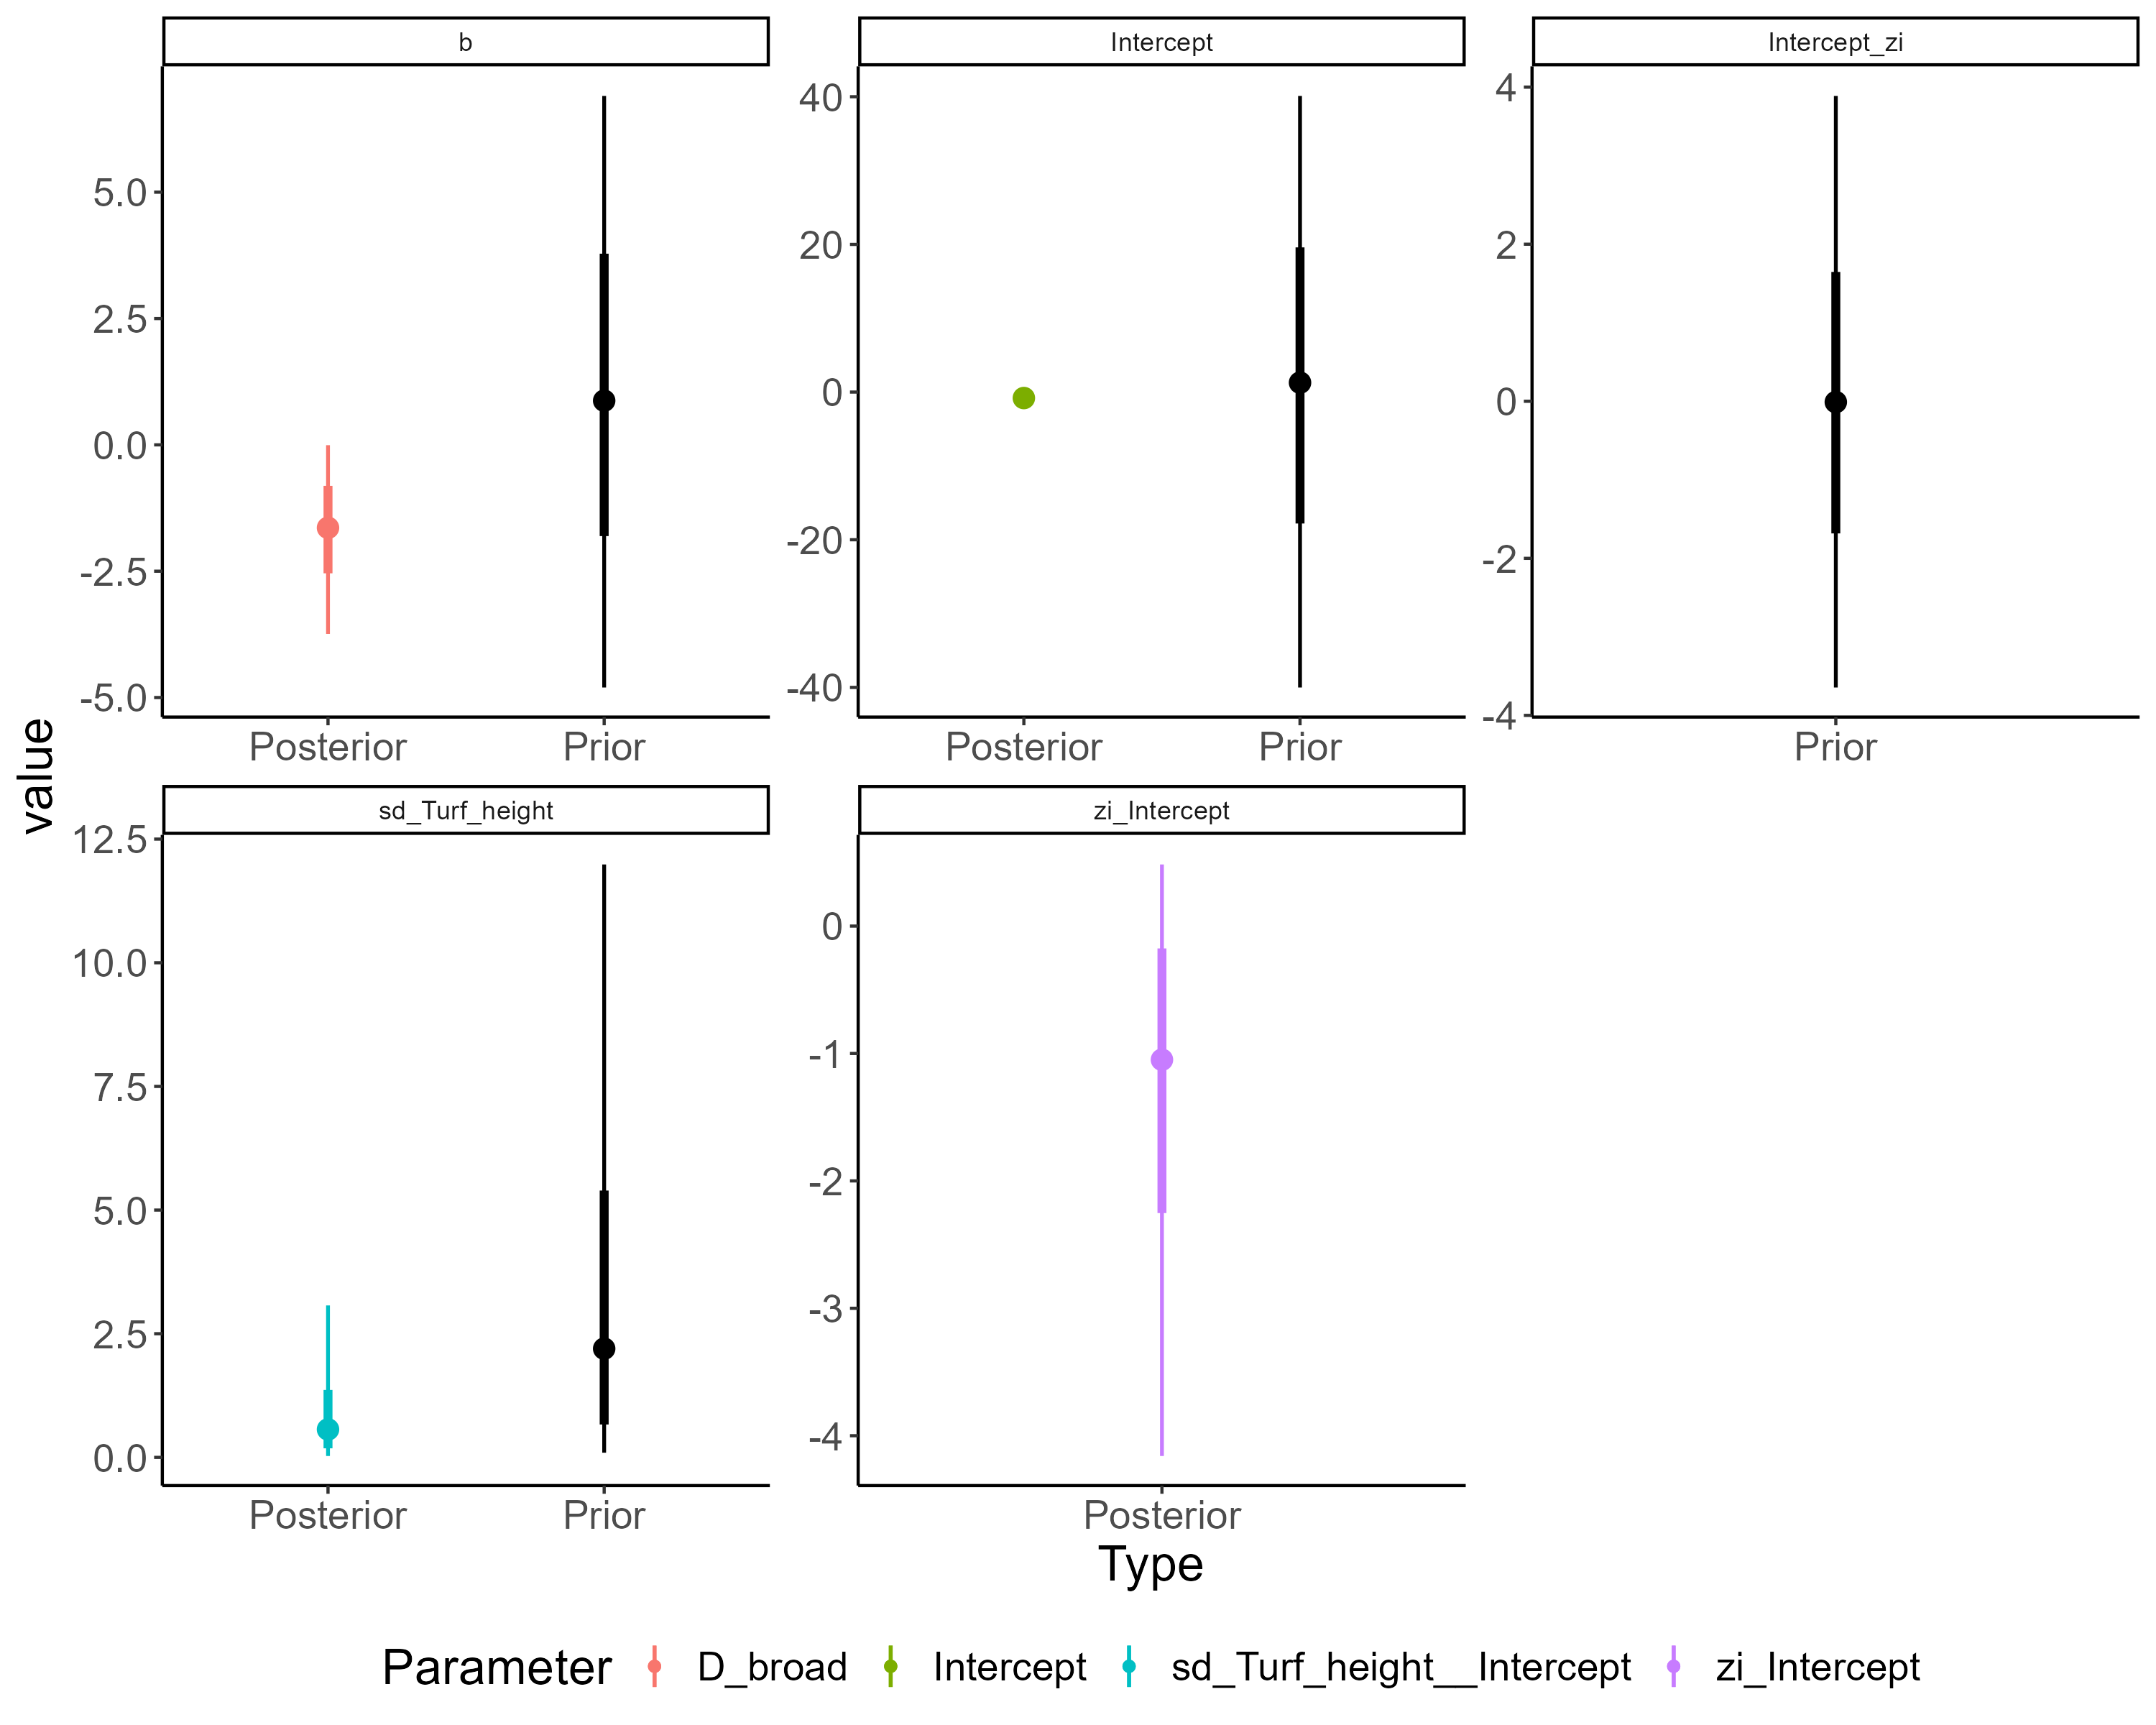 b
Intercept
Intercept_zi
5.0
2.5
0.0
-2.5
-5.0
40
20
0
-20
-40
4
2
0
-2
-4
Posterior
Prior
Posterior
Prior
Prior
value
sd_Turf_height
zi_Intercept
12.5
10.0
7.5
5.0
2.5
0.0
0
-1
-2
-3
-4
Posterior
Prior
Posterior
Type
Parameter D_broad Intercept sd_Turf_height__Intercept zi_Intercept